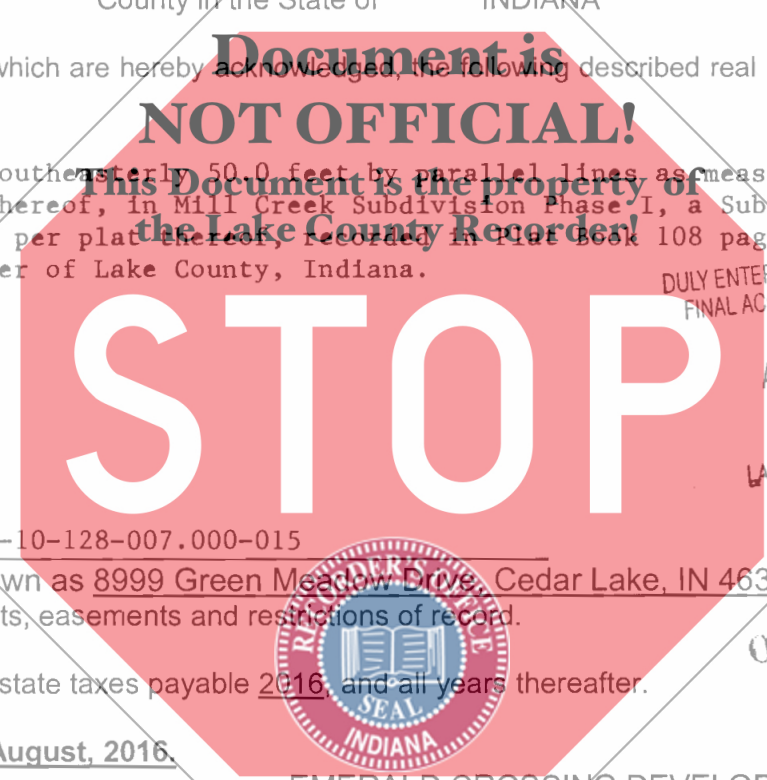 County in the State of INDIANA
Document is
which are hereby acknowledged, the following described real
NOT OFFICIAL!
outheasterly 50.0 feet by parallel lines as meas
This Document is the property of
hereof, in Mill Creek Subdivision Phase I, a Sub
the Lake County Recorder!
per plat thereof, recorded in Plat Book 108 pag
er of Lake County, Indiana.
DULY ENTE
FINAL AC
STOP
LA
-10-128-007.000-015
wn as 8999 Green Meadow Drive, Cedar Lake, IN 463
ts, easements and restrictions of record.
RECORDER'S OFFICE
SEAL
INDIANA
state taxes payable 2016, and all years thereafter.
August, 2016.
EMERALD CROSSING DEVELO